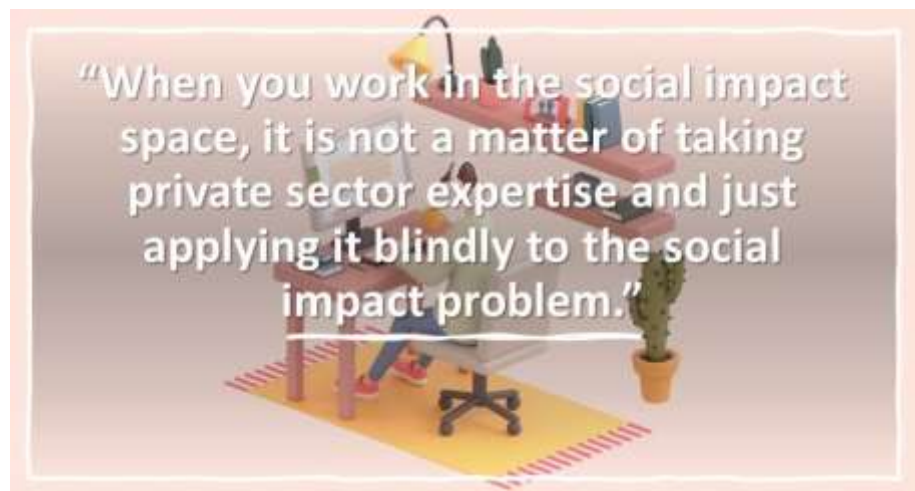 “When you work in the social impact
space, it is not a matter of taking
private sector expertise and just
applying it blindly to the social
impact problem.”